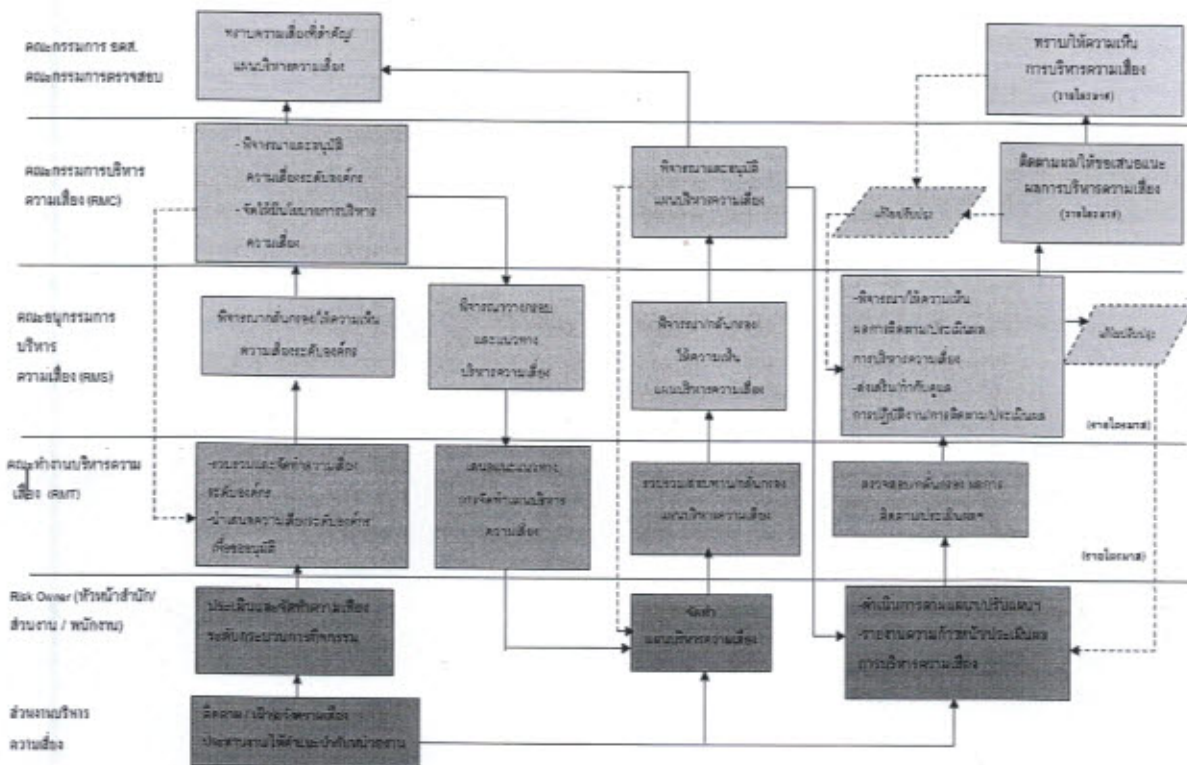 คณะกรรมการ อคส.
คณะกรรมการตรวจสอบ
ทราบความเสี่ยงที่สำคัญ/
แผนบริหารความเสี่ยง
ทราบ/ให้ความเห็น
การบริหารความเสี่ยง
(รายไตรมาส)
คณะกรรมการบริหาร
ความเสี่ยง (RMC)
- พิจารณาและอนุมัติ
ความเสี่ยงระดับองค์กร
- จัดให้มีนโยบายการบริหาร
ความเสี่ยง
พิจารณาและอนุมัติ
แผนบริหารความเสี่ยง
แก้ไข/ปรับปรุง
ติดตามผล/ให้ข้อเสนอแนะ
ผลการบริหารความเสี่ยง
(รายไตรมาส)
คณะอนุกรรมการ
บริหาร
ความเสี่ยง (RMS)
พิจารณากลั่นกรอง/ให้ความเห็น
ความเสี่ยงระดับองค์กร
พิจารณาวางกรอบ
และแนวทาง
บริหารความเสี่ยง
พิจารณา/กลั่นกรอง/
ให้ความเห็น
แผนบริหารความเสี่ยง
-พิจารณา/ให้ความเห็น
ผลการติดตาม/ประเมินผล
การบริหารความเสี่ยง
-ส่งเสริม/กำกับดูแล
การปฏิบัติงาน/การติดตาม/ประเมินผล
แก้ไข/ปรับปรุง
(รายไตรมาส)
คณะทำงานบริหารความ
เสี่ยง (RMT)
-รวบรวมและจัดทำความเสี่ยง
ระดับองค์กร
-นำเสนอความเสี่ยงระดับองค์กร
เพื่อขออนุมัติ
เสนอแนะแนวทาง
การจัดทำแผนบริหาร
ความเสี่ยง
รวบรวม/สอบทาน/กลั่นกรอง
แผนบริหารความเสี่ยง
ตรวจสอบ/กลั่นกรอง ผลการ
ติดตาม/ประเมินผลฯ
(รายไตรมาส)
Risk Owner (หัวหน้าสำนัก/
ส่วนงาน / พนักงาน)
ประเมินและจัดทำความเสี่ยง
ระดับกระบวนการ/กิจกรรม
จัดทำ
แผนบริหารความเสี่ยง
-ดำเนินการตามแผนฯ/ปรับแผนฯ
-รายงานความก้าวหน้า/ประเมินผล
การบริหารความเสี่ยง
ส่วนงานบริหาร
ความเสี่ยง
ติดตาม / เฝ้าระวังความเสี่ยง
ประสานงาน/ให้คำแนะนำกับหน่วยงาน